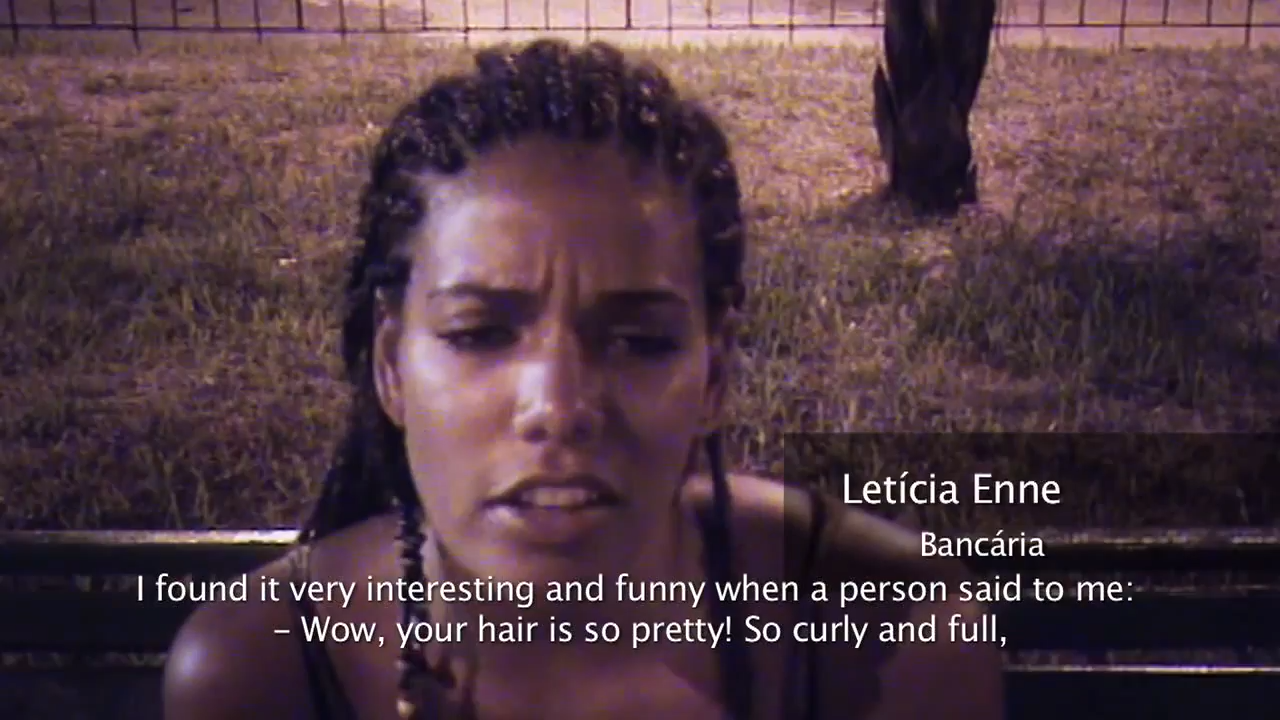 Letícia Enne
Bancária
I found it very interesting and funny when a person said to me:
– Wow, your hair is so pretty! So curly and full,